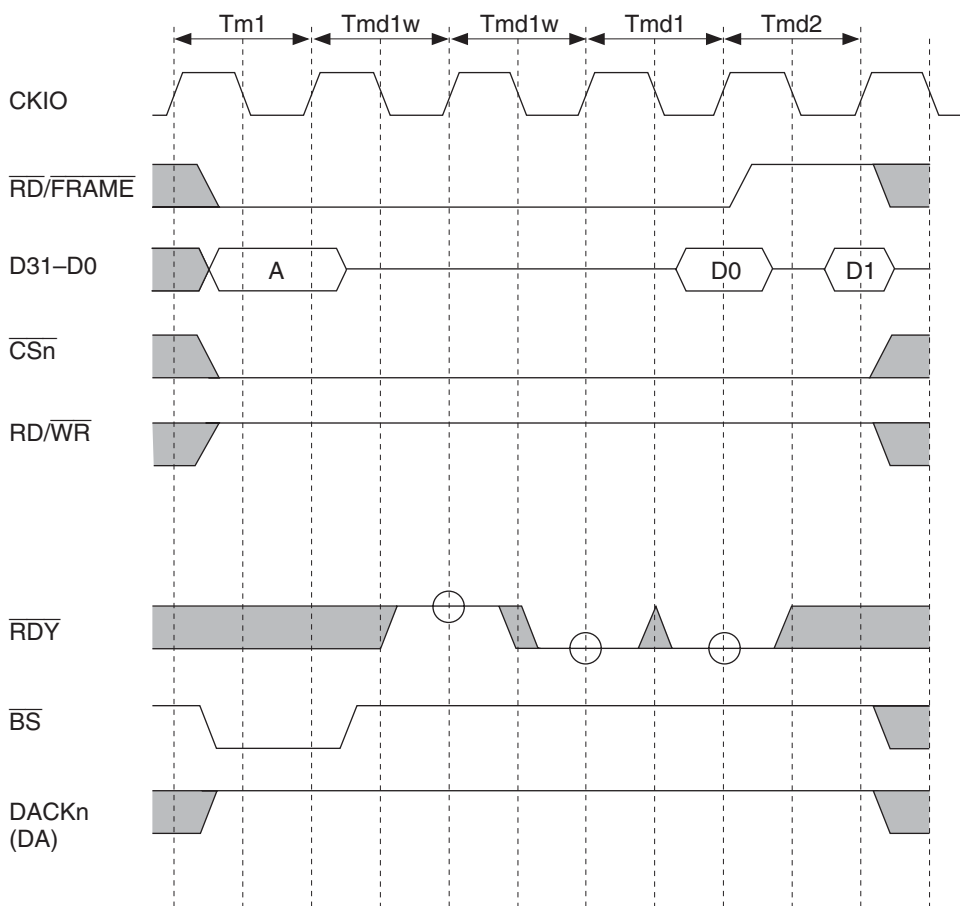 Tm1 Tmd1w Tmd1w Tmd1 Tmd2
CKIO
RD/FRAME
D31–D0 A D0 D1
CSn
RD/WR
RDY
BS
DACKn
(DA)